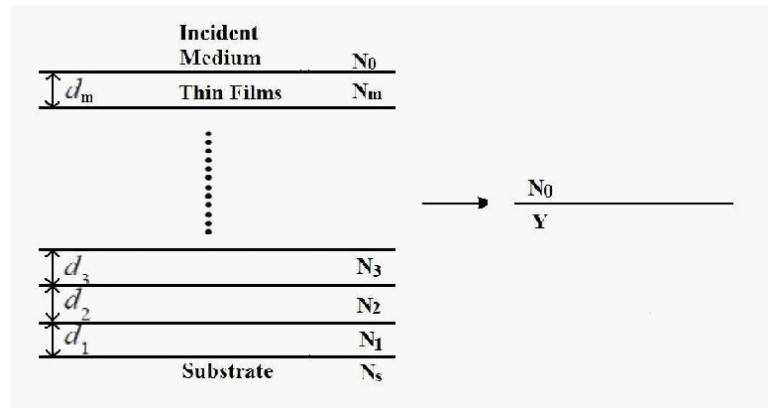 Incident
Medium N0
dm Thin Films Nm
N0
Y
d3 N3
d2 N2
d1 N1
Substrate Ns